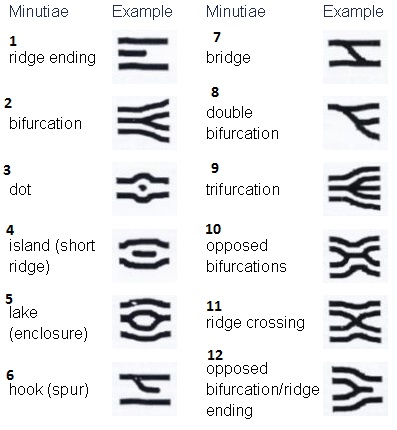 Minutiae Example
1
ridge ending
2
bifurcation
3
dot
4
island (short
ridge)
5
lake
(enclosure)
6
hook (spur)
Minutiae Example
7
bridge
8
double
bifurcation
9
trifurcation
10
opposed
bifurcations
11
ridge crossing
12
opposed
bifurcation/ridge
ending